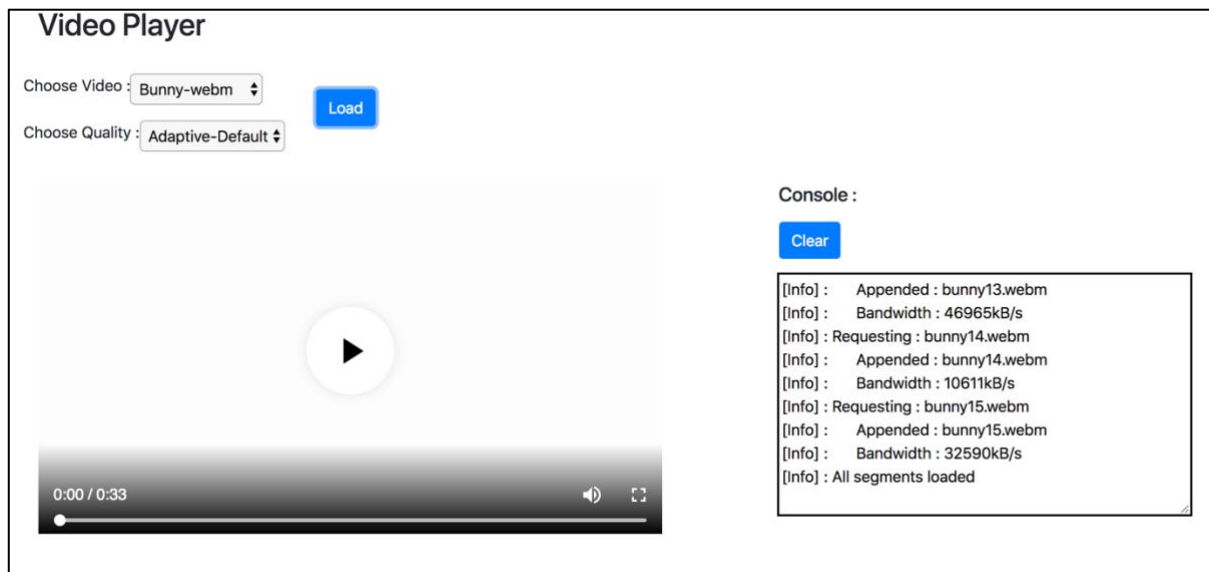 Video Player
Choose Video : Bunny-webm
Load
Choose Quality : Adaptive-Default
0:00 / 0:33
Console :
Clear
[Info] : Appended : bunny13.webm
[Info] : Bandwidth : 46965kB/s
[Info] : Requesting : bunny14.webm
[Info] : Appended : bunny14.webm
[Info] : Bandwidth : 10611kB/s
[Info] : Requesting : bunny15.webm
[Info] : Appended : bunny15.webm
[Info] : Bandwidth : 32590kB/s
[Info] : All segments loaded